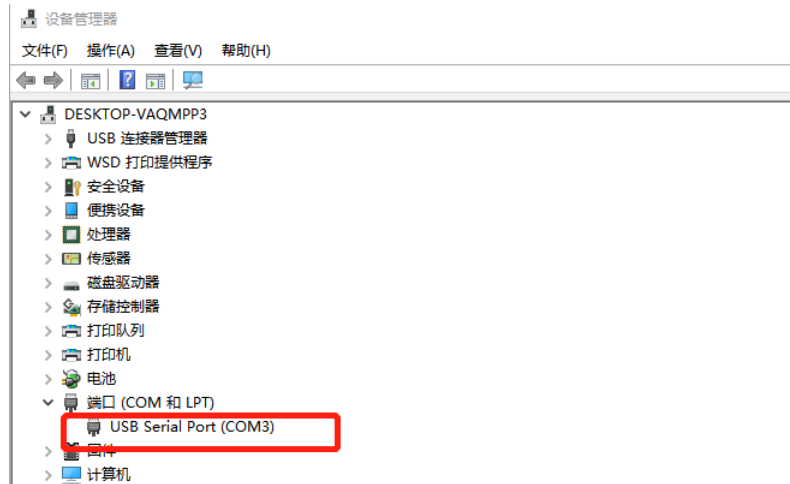 设备管理器
文件(F) 操作(A) 查看(V) 帮助(H)
DESKTOP-VAQMPP3
USB 连接器管理器
WSD 打印提供程序
安全设备
便携设备
处理器
传感器
磁盘驱动器
存储控制器
打印队列
打印机
电池
端口 (COM 和 LPT)
USB Serial Port (COM3)
固件
计算机